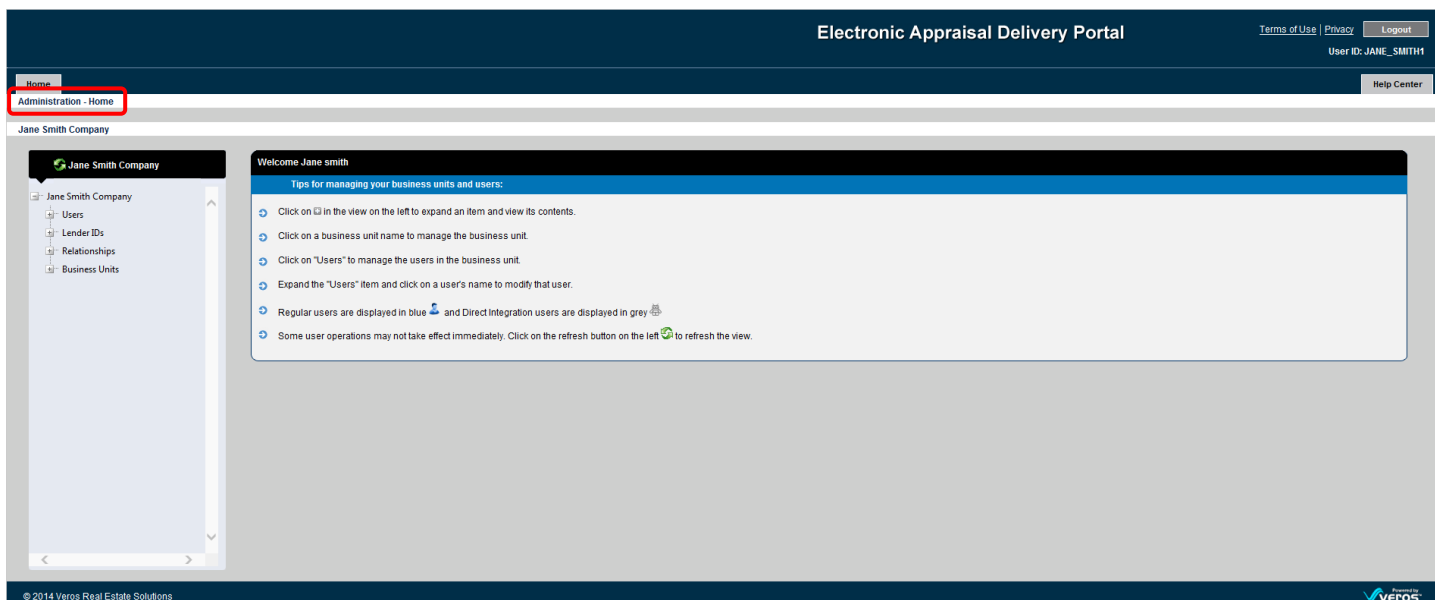 Electronic Appraisal Delivery Portal
Terms of Use | Privacy
Logout
User ID: JANE_SMITH1
Home
Help Center
Administration - Home
Jane Smith Company
Jane Smith Company
Jane Smith Company
Users
Lender IDs
Relationships
Business Units
Welcome Jane smith
Tips for managing your business units and users:
Click on in the view on the left to expand an item and view its contents.
Click on a business unit name to manage the business unit.
Click on "Users" to manage the users in the business unit.
Expand the "Users" item and click on a user's name to modify that user.
Regular users are displayed in blue and Direct Integration users are displayed in grey
Some user operations may not take effect immediately. Click on the refresh button on the left to refresh the view.
© 2014 Veros Real Estate Solutions
Powered by
veros